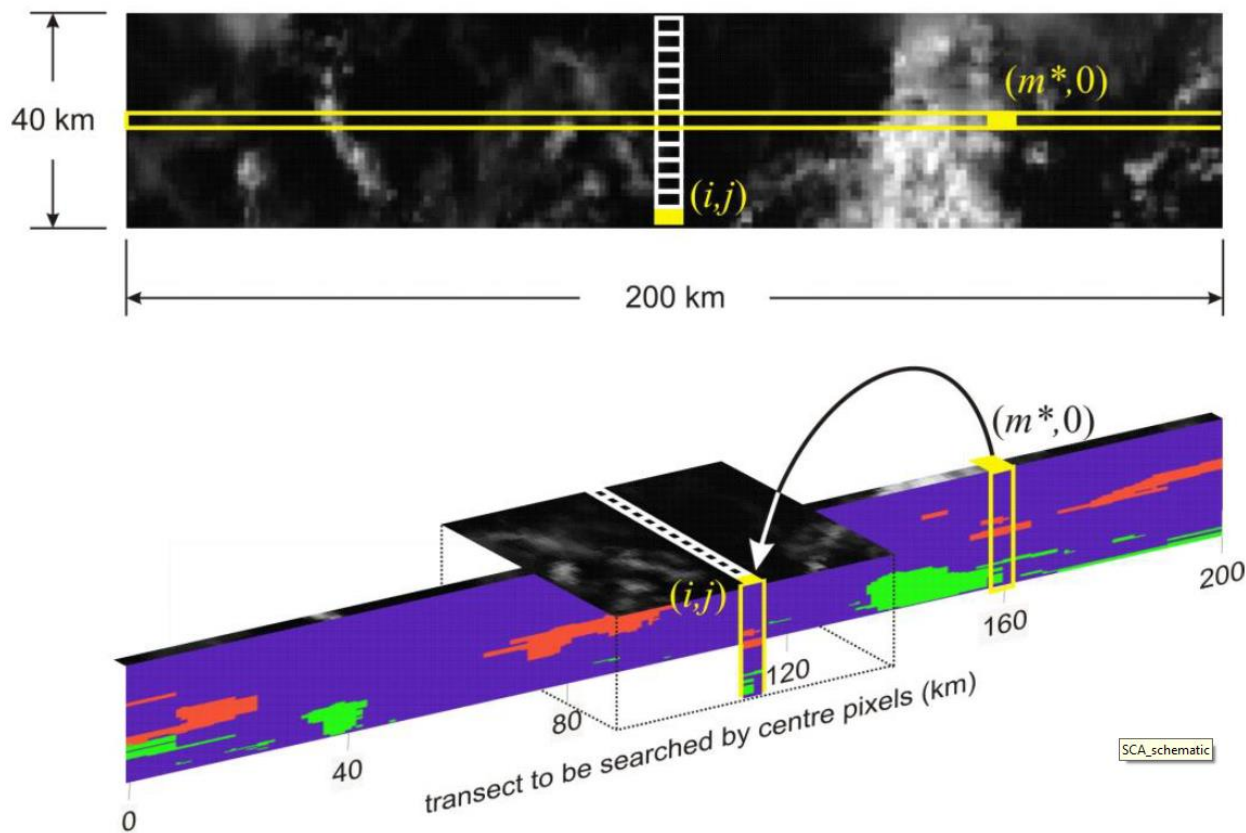 (m*,0)
40 km
(i,j)
200 km
(m*,0)
(i,j)
200
160
120
80
40
0
transect to be searched by centre pixels (km)
SCA_schematic